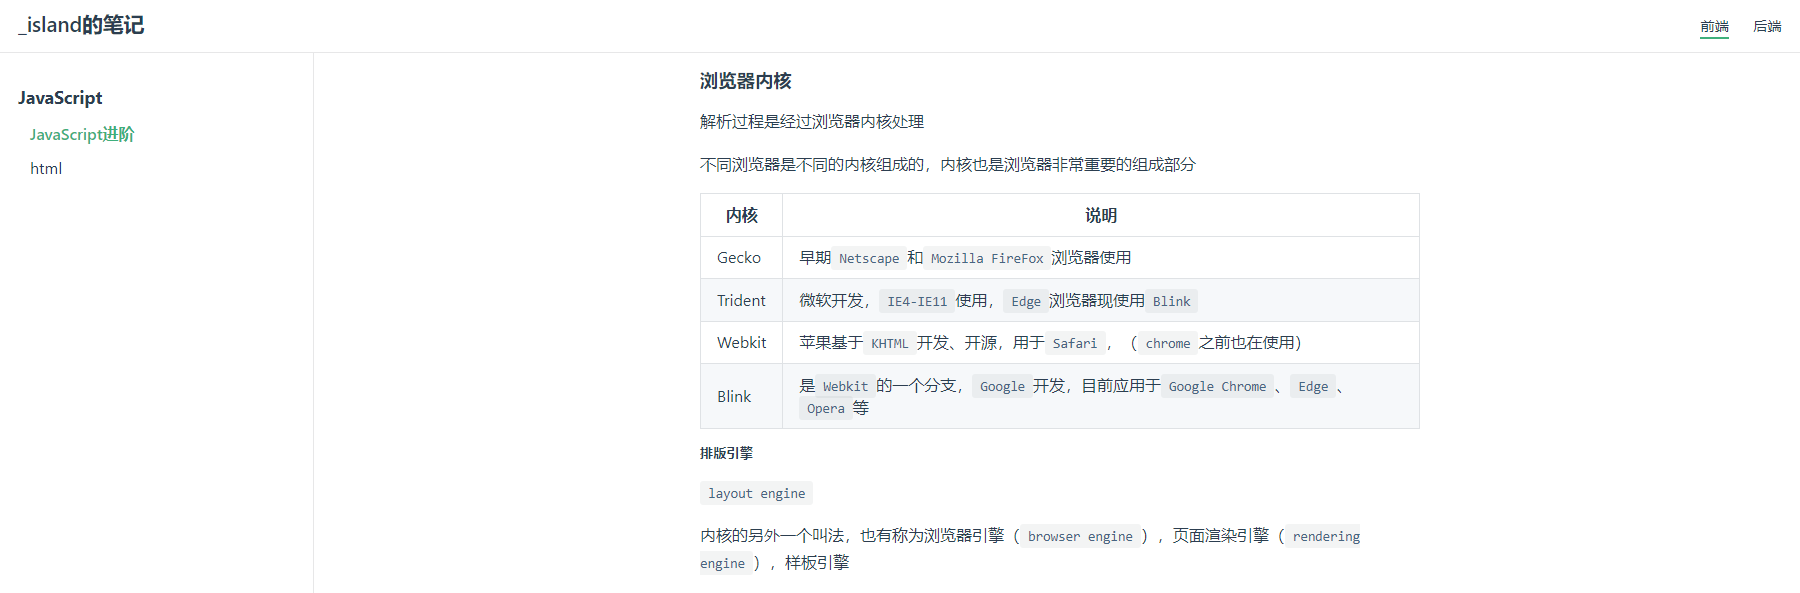 _island的笔记
前端 后端
JavaScript
JavaScript进阶
html
浏览器内核
解析过程是经过浏览器内核处理
不同浏览器是不同的内核组成的，内核也是浏览器非常重要的组成部分
内核 说明
Gecko 早期 Netscape 和 Mozilla FireFox 浏览器使用
Trident 微软开发， IE4-IE11 使用， Edge 浏览器现使用 Blink
Webkit 苹果基于 KHTML 开发、开源，用于 Safari ，（ chrome 之前也在使用）
Blink 是 Webkit 的一个分支， Google 开发，目前应用于 Google Chrome 、 Edge 、
Opera 等
排版引擎
layout engine
内核的另外一个叫法，也有称为浏览器引擎（ browser engine ），页面渲染引擎（ rendering
engine ），样板引擎